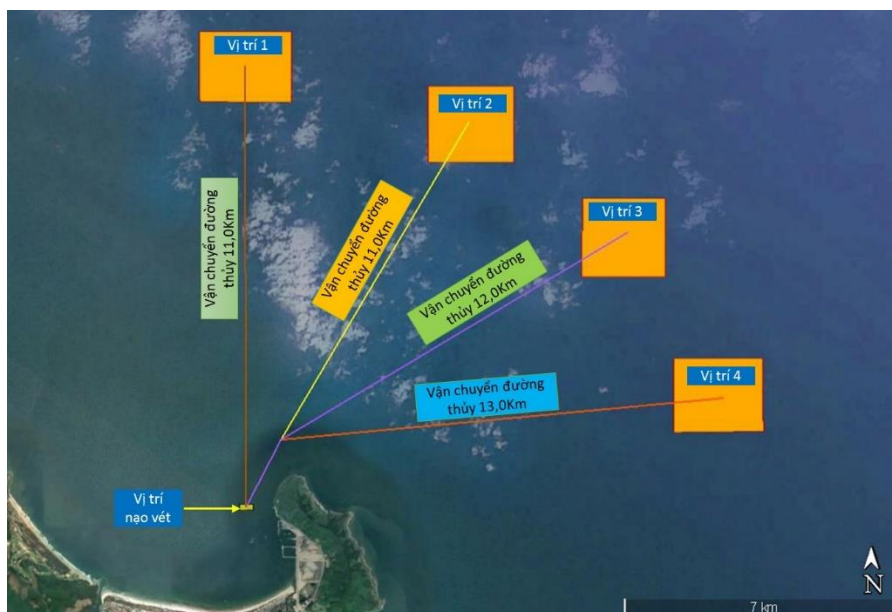 Vị trí 1
Vị trí 2
Vị trí 3
Vị trí 4
Vận chuyển đường
thủy 11,0Km
Vận chuyển đường
thủy 11,0Km
Vận chuyển đường
thủy 12,0Km
Vận chuyển đường
thủy 13,0Km
Vị trí
nạo vét
N
7 km